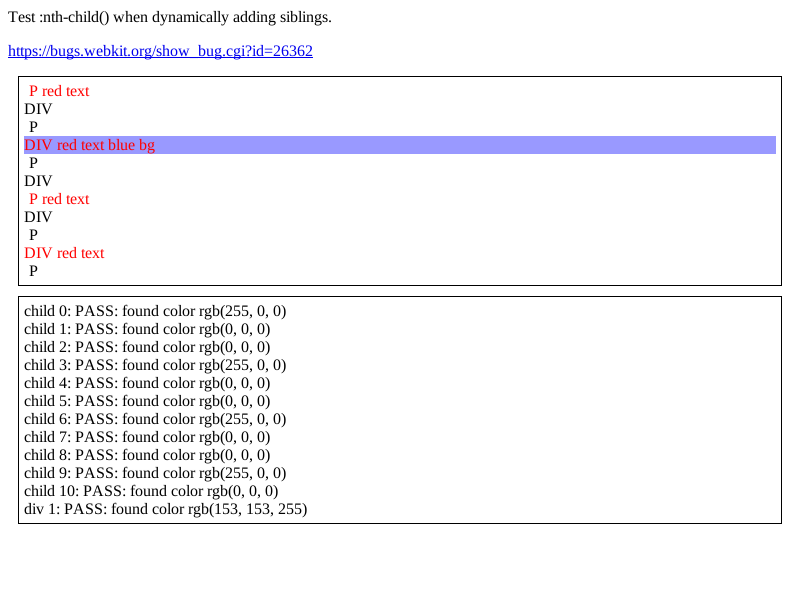 Test :nth-child() when dynamically adding siblings.
https://bugs.webkit.org/show_bug.cgi?id=26362
P red text
DIV
P
DIV red text blue bg
P
DIV
P red text
DIV
P
DIV red text
P
child 0: PASS: found color rgb(255, 0, 0)
child 1: PASS: found color rgb(0, 0, 0)
child 2: PASS: found color rgb(0, 0, 0)
child 3: PASS: found color rgb(255, 0, 0)
child 4: PASS: found color rgb(0, 0, 0)
child 5: PASS: found color rgb(0, 0, 0)
child 6: PASS: found color rgb(255, 0, 0)
child 7: PASS: found color rgb(0, 0, 0)
child 8: PASS: found color rgb(0, 0, 0)
child 9: PASS: found color rgb(255, 0, 0)
child 10: PASS: found color rgb(0, 0, 0)
div 1: PASS: found color rgb(153, 153, 255)